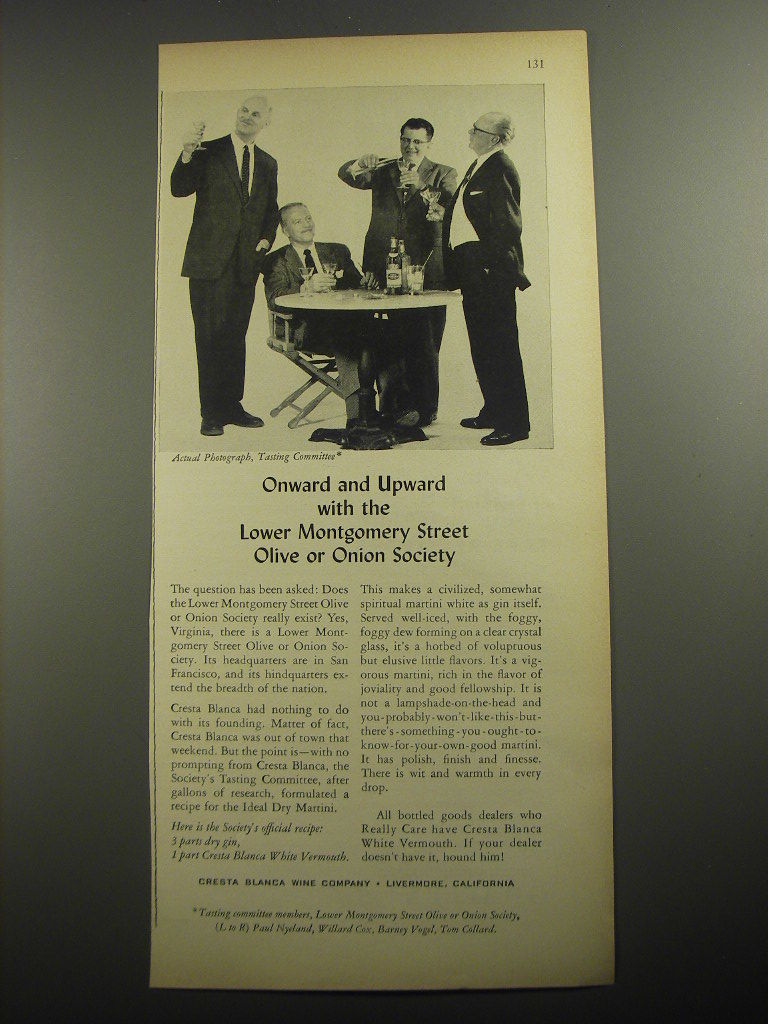 131
Actual Photograph, Tasting Committee*
Onward and Upward
with the
Lower Montgomery Street
Olive or Onion Society
The question has been asked: Does
the Lower Montgomery Street Olive
or Onion Society really exist? Yes,
Virginia, there is a Lower Mont-
gomery Street Olive or Onion So-
ciety. Its headquarters are in San
Francisco, and its hindquarters ex-
tend the breadth of the nation.
Cresta Blanca had nothing to do
with its founding. Matter of fact,
Cresta Blanca was out of town that
weekend. But the point is—with no
prompting from Cresta Blanca, the
Society's Tasting Committee, after
gallons of research, formulated a
recipe for the Ideal Dry Martini.
Here is the Society's official recipe:
3 parts dry gin,
1 part Cresta Blanca White Vermouth.
This makes a civilized, somewhat
spiritual martini white as gin itself.
Served well-iced, with the foggy,
foggy dew forming on a clear crystal
glass, it's a hotbed of voluptuous
but elusive little flavors. It's a vig-
orous martini, rich in the flavor of
joviality and good fellowship. It is
not a lampshade-on-the-head and
you-probably-won't-like-this-but-
there's-something-you-ought-to-
know-for-your-own-good martini.
It has polish, finish and finesse.
There is wit and warmth in every
drop.
All bottled goods dealers who
Really Care have Cresta Blanca
White Vermouth. If your dealer
doesn't have it, hound him!
CRESTA BLANCA WINE COMPANY • LIVERMORE, CALIFORNIA
*Tasting committee members, Lower Montgomery Street Olive or Onion Society,
(L to R) Paul Nyeland, Willard Cox, Barney Vogel, Tom Collard.